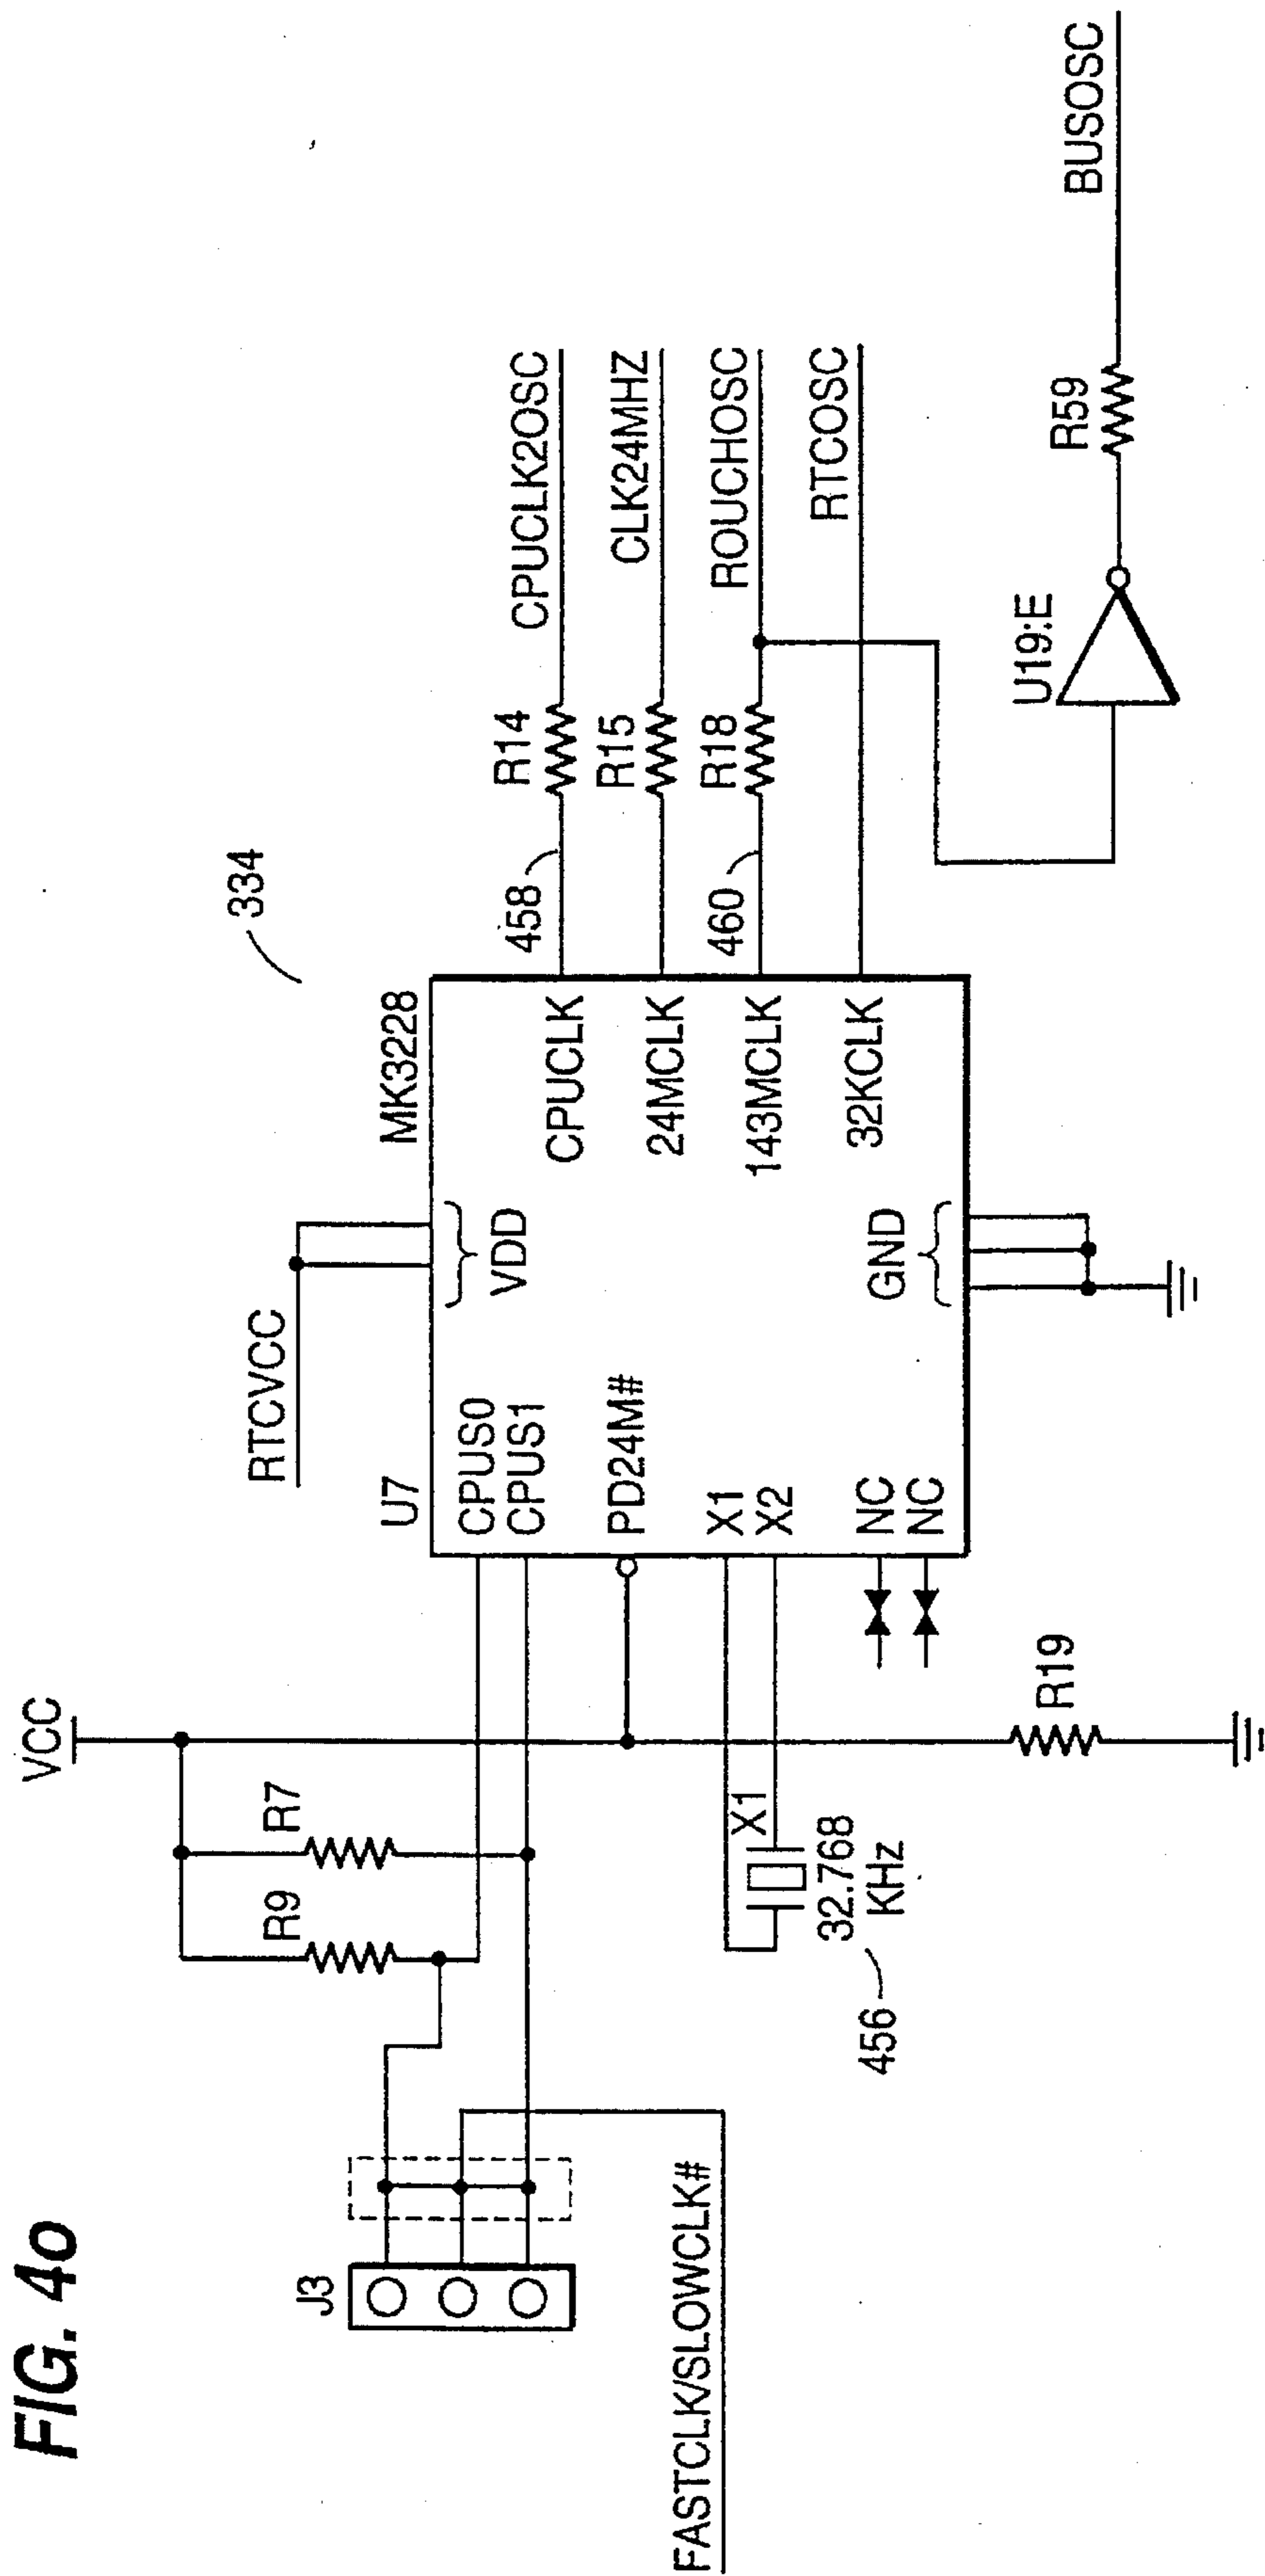 FIG. 4o
VCC
RTCVCC
334
R9
R7
U7
MK3228
J3
CPUS0
CPUS1
VDD
PD24M#
X1
X2
NC
NC
GND
CPUCLK
24MCLK
143MCLK
32KCLK
458
R14
CPUCLK2OSC
R15
CLK24MHZ
460
R18
ROUCHOSC
RTCOSC
FASTCLK/SLOWCLK#
X1
32.768
KHz
456
R19
U19:E
R59
BUSOSC